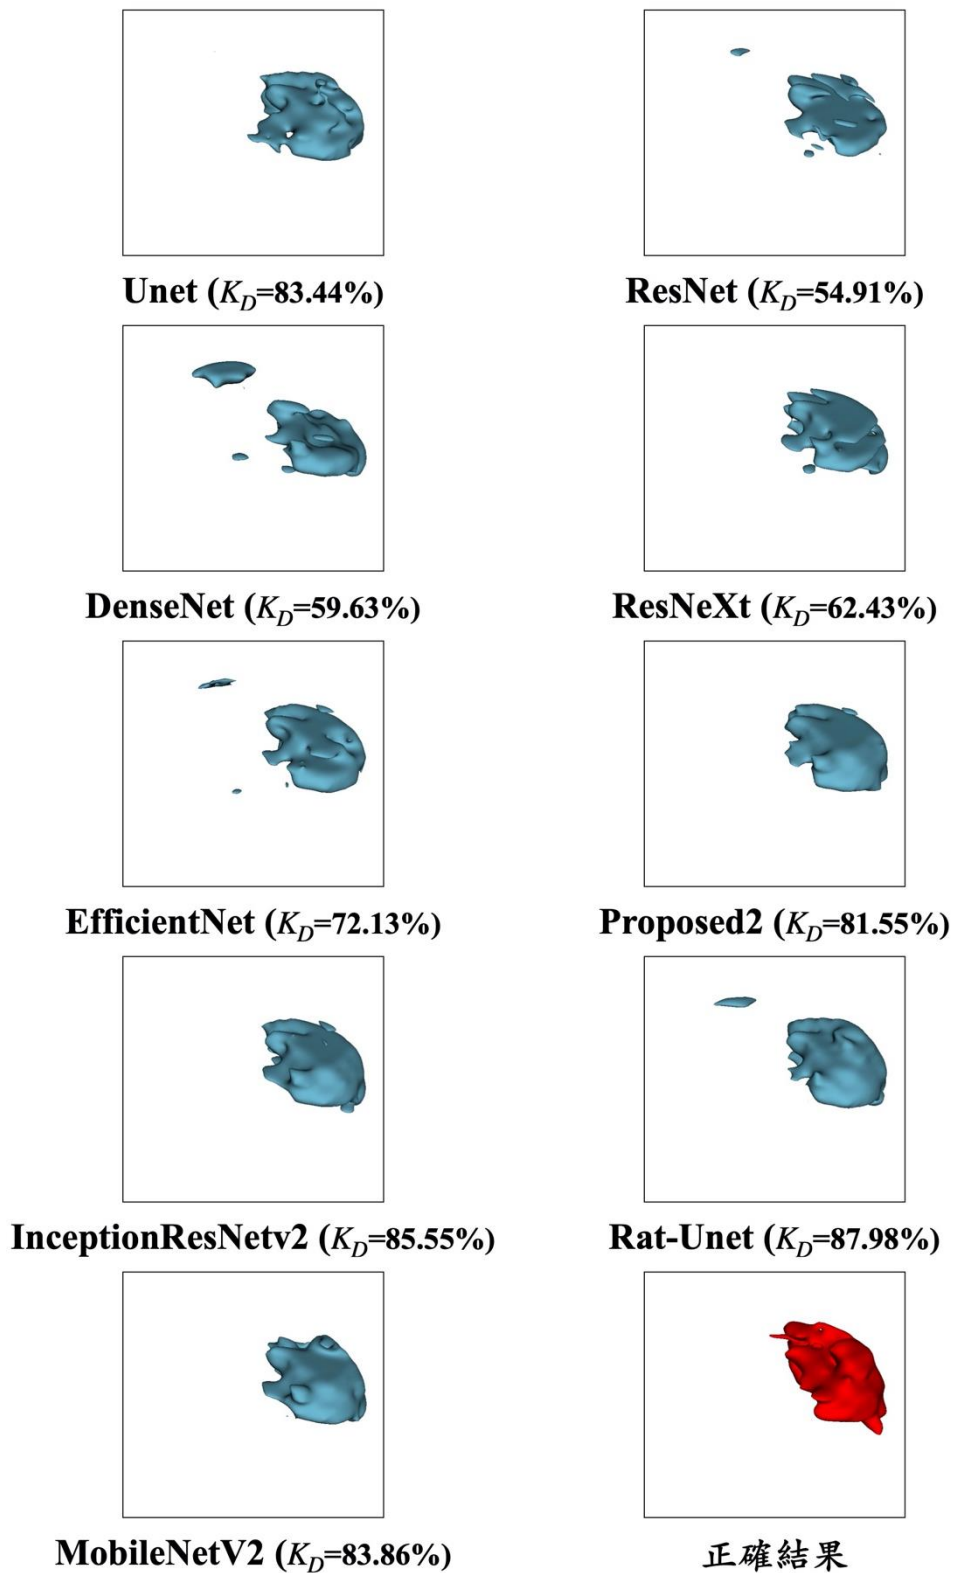 Unet (K_D=83.44%)
ResNet (K_D=54.91%)
DenseNet (K_D=59.63%)
ResNeXt (K_D=62.43%)
EfficientNet (K_D=72.13%)
Proposed2 (K_D=81.55%)
InceptionResNetv2 (K_D=85.55%)
Rat-Unet (K_D=87.98%)
MobileNetV2 (K_D=83.86%)
正確結果